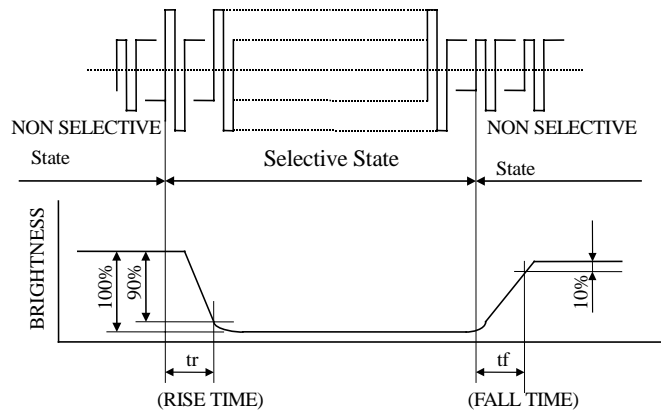 NON SELECTIVE
NON SELECTIVE
State
Selective State
State
BRIGHTNESS
100%
90%
10%
tr
tf
(RISE TIME)
(FALL TIME)